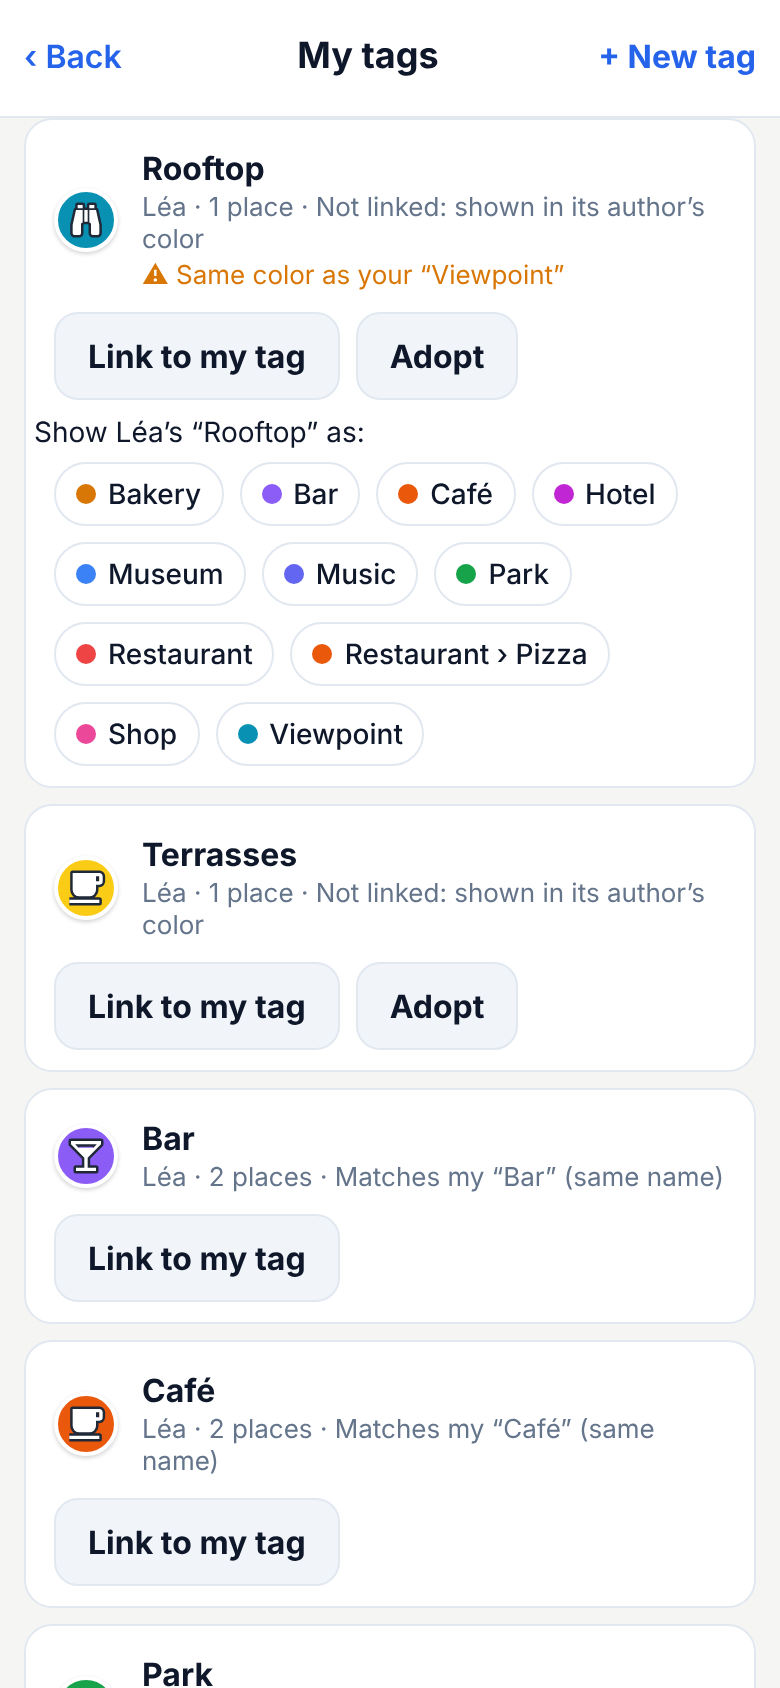 ‹ Back
My tags
+ New tag
Rooftop
Léa · 1 place · Not linked: shown in its author’s
color
⚠ Same color as your “Viewpoint”
Link to my tag
Adopt
Show Léa’s “Rooftop” as:
Bakery
Bar
Café
Hotel
Museum
Music
Park
Restaurant
Restaurant › Pizza
Shop
Viewpoint
Terrasses
Léa · 1 place · Not linked: shown in its author’s
color
Link to my tag
Adopt
Bar
Léa · 2 places · Matches my “Bar” (same name)
Link to my tag
Café
Léa · 2 places · Matches my “Café” (same
name)
Link to my tag
Park